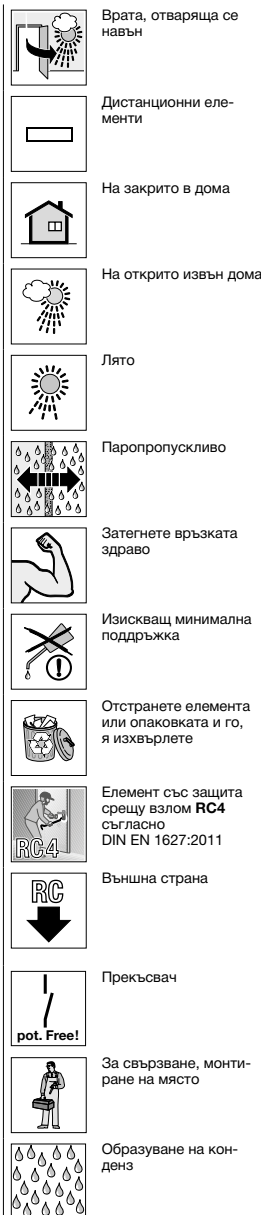 Врата, отваряща се
навън
Дистанционни еле-
менти
На закрито в дома
На открито извън дома
Лято
Паропропускливо
Затегнете връзката
здраво
Изискващ минимална
поддръжка
Отстранете елемента
или опаковката и го,
я изхвърлете
RC4
Елемент със защита
срещу взлом RC4
съгласно
DIN EN 1627:2011
RC
Външна страна
pot. Free!
Прекъсвач
За свързване, монти-
ране на място
Образуване на кон-
денз